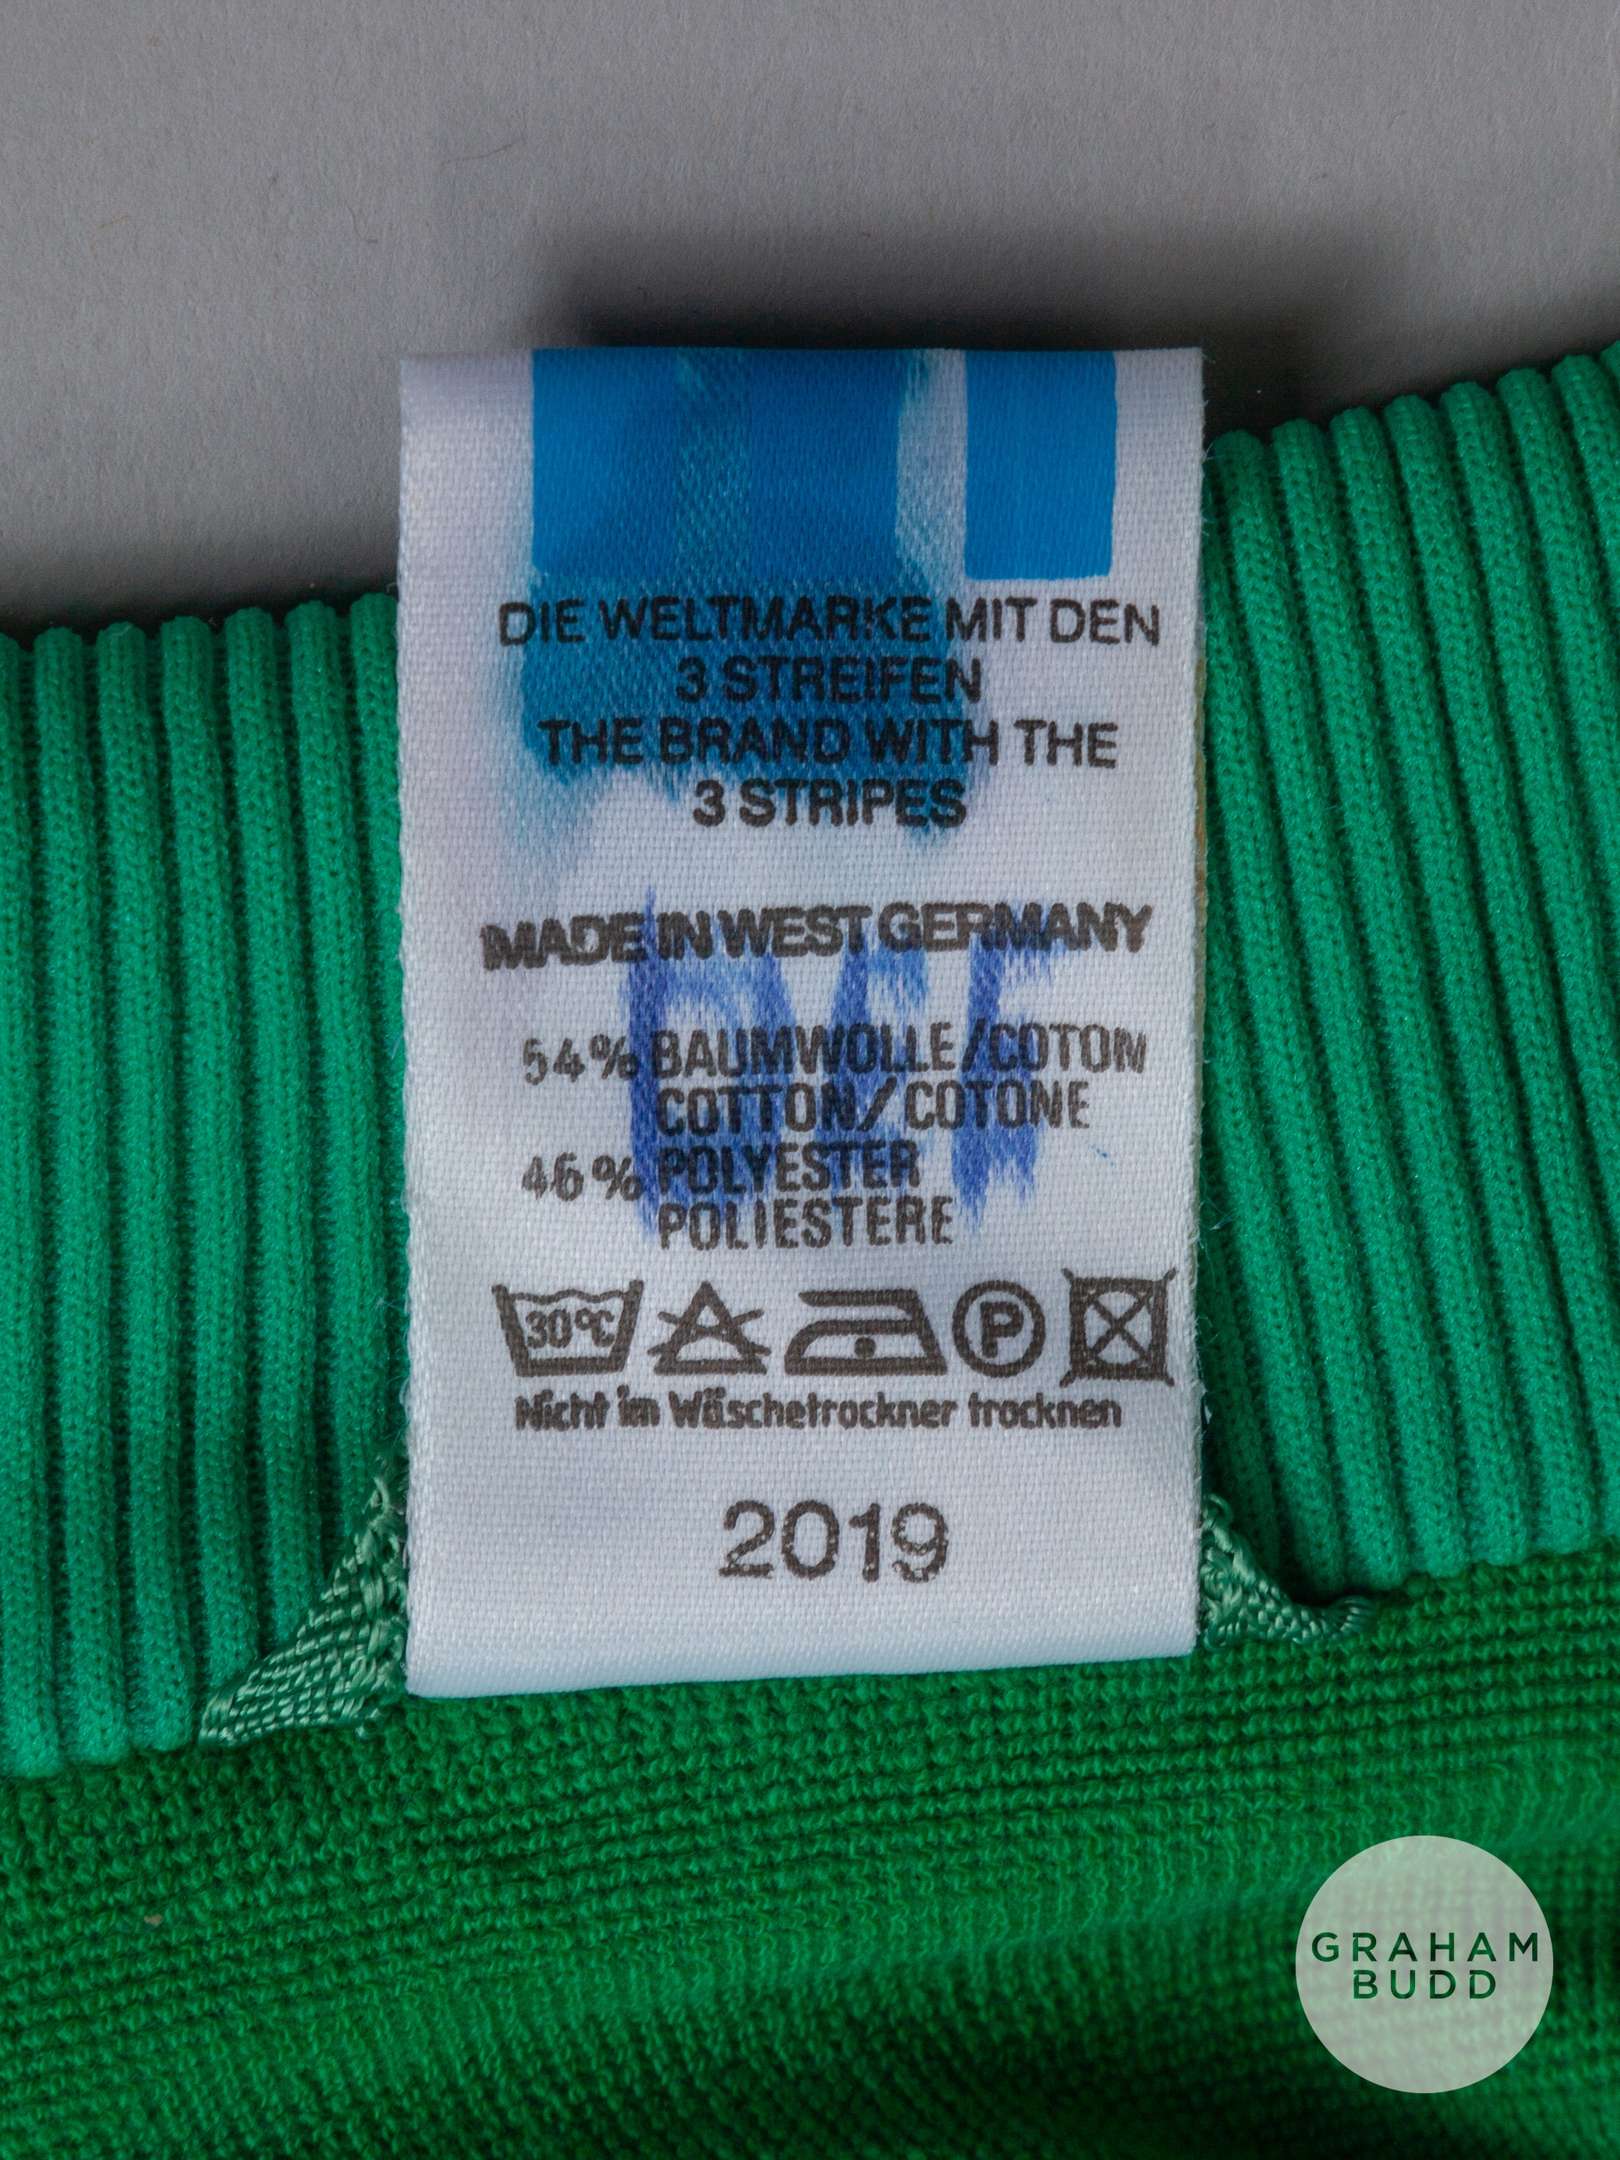 DIE WELTMARKE MIT DEN
3 STREIFEN
THE BRAND WITH THE
3 STRIPES
MADE IN WEST GERMANY
54% BAUMWOLLE/COTON
COTTON/COTONE
46% POLYESTER
POLIESTERE
30°C P
Nicht im Wäschetrockner trocknen
2019
GRAHAM
BUDD